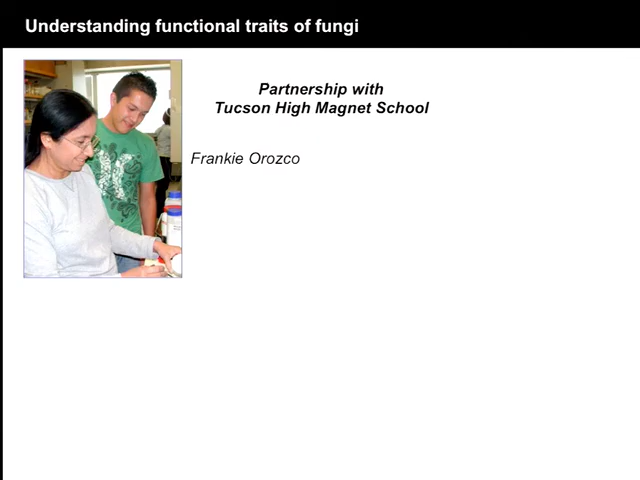 Understanding functional traits of fungi
Partnership with
Tucson High Magnet School
Frankie Orozco